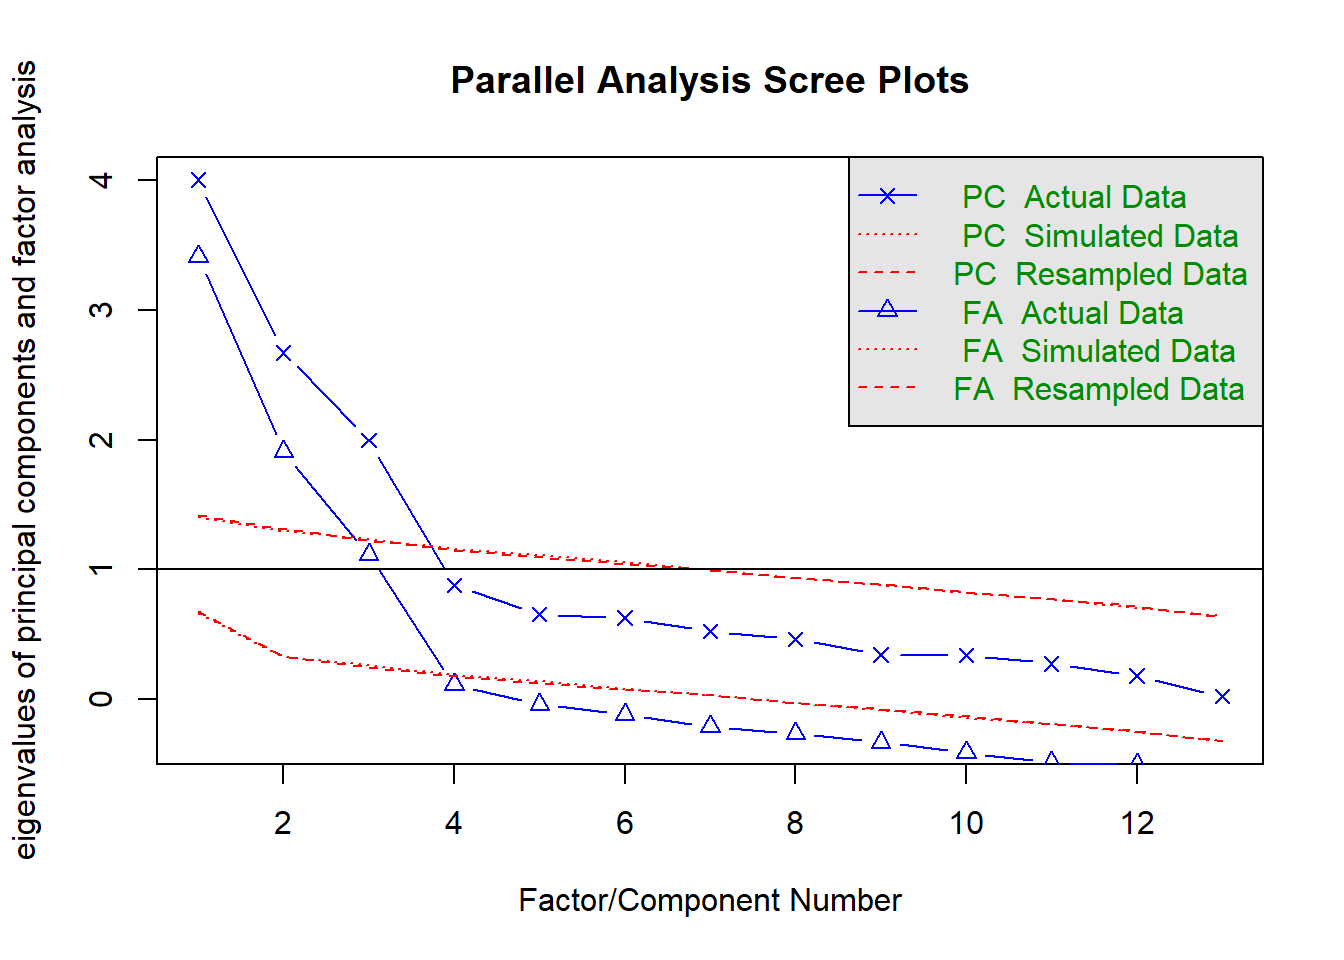 Parallel Analysis Scree Plots
eigenvalues of principal components and factor analysis
4
3
2
1
0
PC Actual Data
PC Simulated Data
PC Resampled Data
FA Actual Data
FA Simulated Data
FA Resampled Data
2 4 6 8 10 12
Factor/Component Number